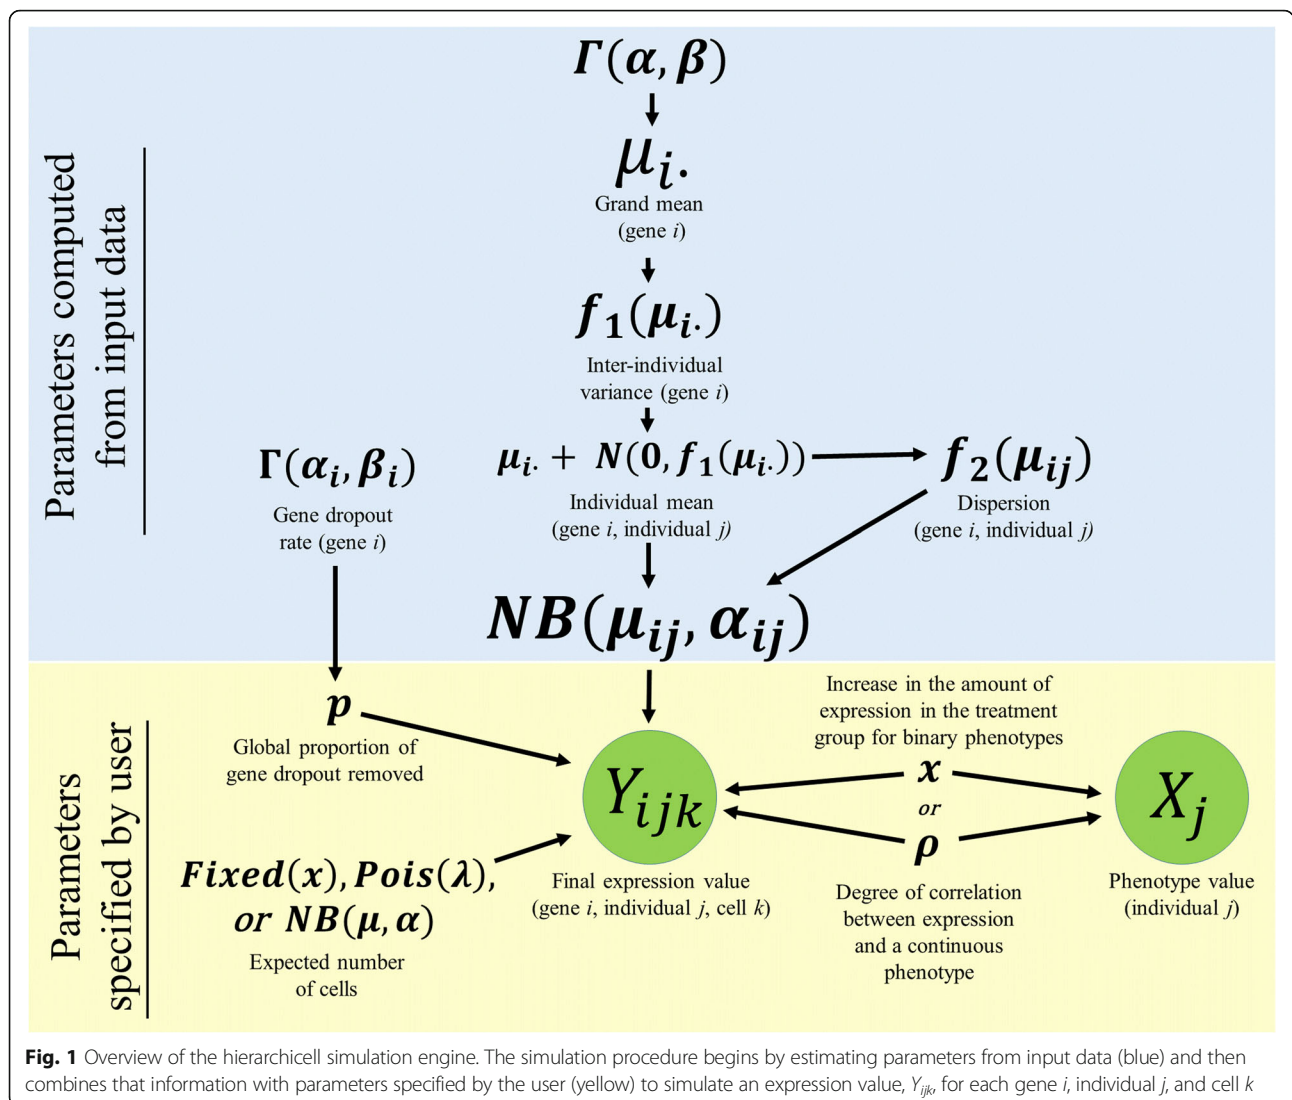 Γ(α, β)
μi·
Grand mean
(gene i)
f1(μi·)
Inter-individual
variance (gene i)
Parameters computed
from input data
Γ(αi, βi)
Gene dropout
rate (gene i)
μi· + N(0, f1(μi·))
Individual mean
(gene i, individual j)
f2(μij)
Dispersion
(gene i, individual j)
NB(μij, αij)
Parameters
specified by user
p
Global proportion of
gene dropout removed
Fixed(x), Pois(λ),
or NB(μ, α)
Expected number
of cells
Yijk
Final expression value
(gene i, individual j, cell k)
Increase in the amount of
expression in the treatment
group for binary phenotypes
x
or
ρ
Degree of correlation
between expression
and a continuous
phenotype
Xj
Phenotype value
(individual j)
Fig. 1 Overview of the hierarchicell simulation engine. The simulation procedure begins by estimating parameters from input data (blue) and then
combines that information with parameters specified by the user (yellow) to simulate an expression value, Yijk, for each gene i, individual j, and cell k